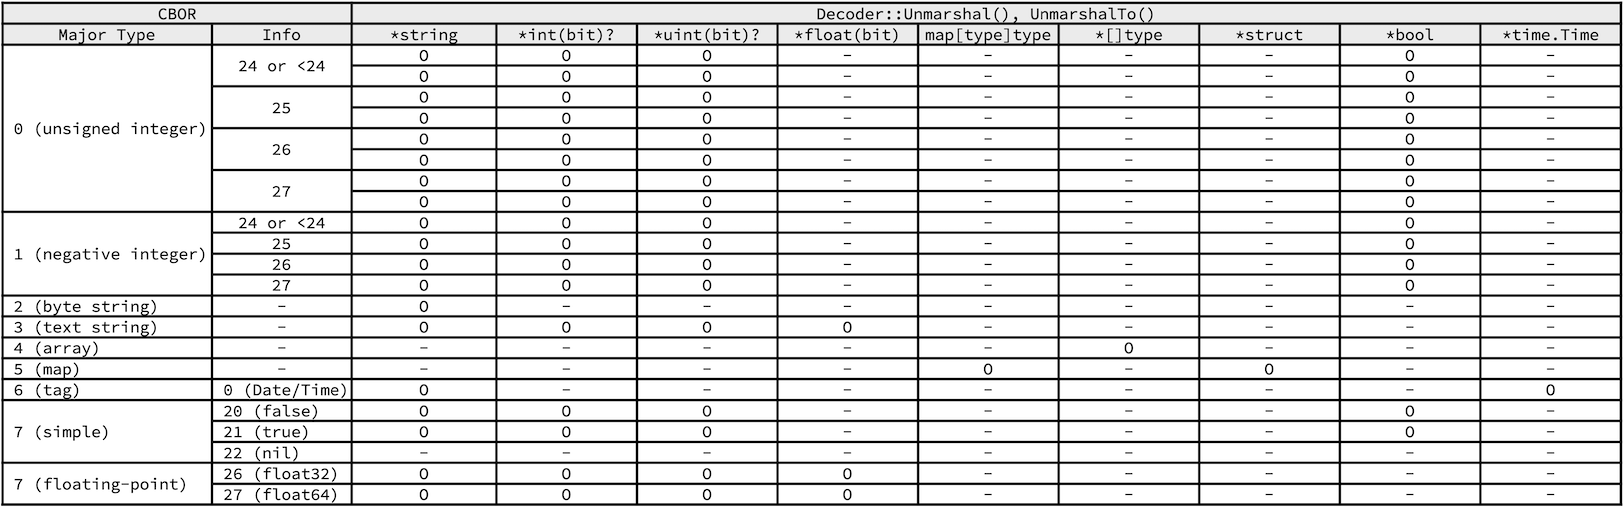 CBOR Decoder::Unmarshal(), UnmarshalTo()
Major Type Info *string *int(bit)? *uint(bit)? *float(bit) map[type]type *[]type *struct *bool *time.Time
0 (unsigned integer) 24 or <24 O O O – – – – O –
O O O – – – – O –
25 O O O – – – – O –
O O O – – – – O –
26 O O O – – – – O –
O O O – – – – O –
27 O O O – – – – O –
O O O – – – – O –
1 (negative integer) 24 or <24 O O O – – – – O –
25 O O O – – – – O –
26 O O O – – – – O –
27 O O O – – – – O –
2 (byte string) – O – – – – – – – –
3 (text string) – O O O O – – – – –
4 (array) – – – – – – O – – –
5 (map) – – – – – O – O – –
6 (tag) 0 (Date/Time) O – – – – – – – O
7 (simple) 20 (false) O O O – – – – O –
21 (true) O O O – – – – O –
22 (nil) – – – – – – – – –
7 (floating-point) 26 (float32) O O O O – – – – –
27 (float64) O O O O – – – – –